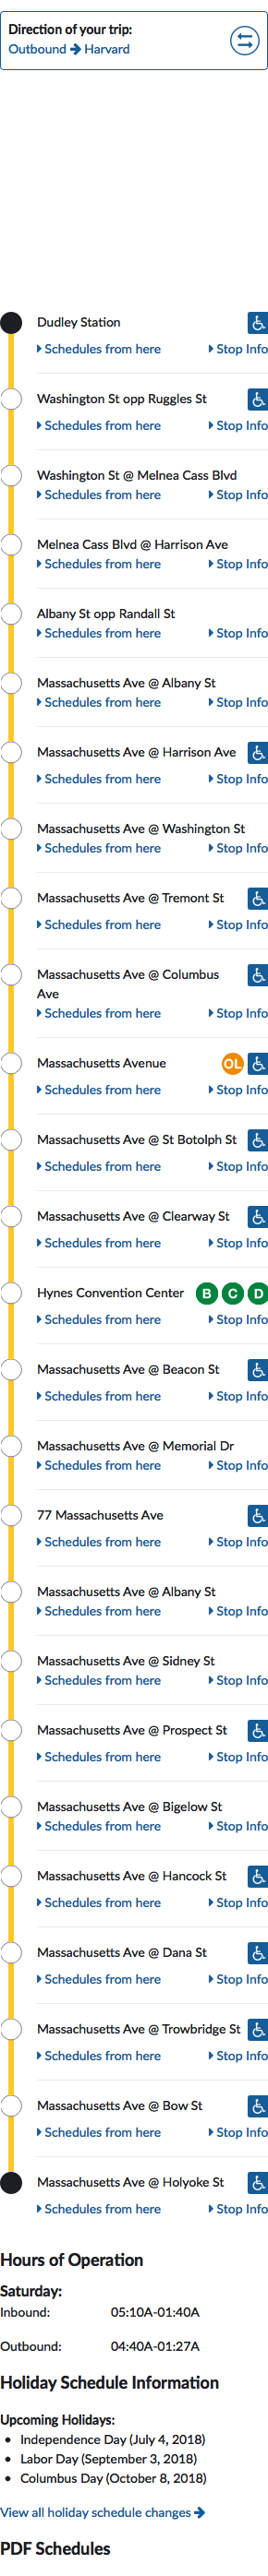 Direction of your trip:
Outbound → Harvard
Dudley Station
Schedules from here Stop Info
Washington St opp Ruggles St
Schedules from here Stop Info
Washington St @ Melnea Cass Blvd
Schedules from here Stop Info
Melnea Cass Blvd @ Harrison Ave
Schedules from here Stop Info
Albany St opp Randall St
Schedules from here Stop Info
Massachusetts Ave @ Albany St
Schedules from here Stop Info
Massachusetts Ave @ Harrison Ave
Schedules from here Stop Info
Massachusetts Ave @ Washington St
Schedules from here Stop Info
Massachusetts Ave @ Tremont St
Schedules from here Stop Info
Massachusetts Ave @ Columbus
Ave
Schedules from here Stop Info
Massachusetts Avenue OL
Schedules from here Stop Info
Massachusetts Ave @ St Botolph St
Schedules from here Stop Info
Massachusetts Ave @ Clearway St
Schedules from here Stop Info
Hynes Convention Center B C D
Schedules from here Stop Info
Massachusetts Ave @ Beacon St
Schedules from here Stop Info
Massachusetts Ave @ Memorial Dr
Schedules from here Stop Info
77 Massachusetts Ave
Schedules from here Stop Info
Massachusetts Ave @ Albany St
Schedules from here Stop Info
Massachusetts Ave @ Sidney St
Schedules from here Stop Info
Massachusetts Ave @ Prospect St
Schedules from here Stop Info
Massachusetts Ave @ Bigelow St
Schedules from here Stop Info
Massachusetts Ave @ Hancock St
Schedules from here Stop Info
Massachusetts Ave @ Dana St
Schedules from here Stop Info
Massachusetts Ave @ Trowbridge St
Schedules from here Stop Info
Massachusetts Ave @ Bow St
Schedules from here Stop Info
Massachusetts Ave @ Holyoke St
Schedules from here Stop Info
Hours of Operation
Saturday:
Inbound: 05:10A-01:40A
Outbound: 04:40A-01:27A
Holiday Schedule Information
Upcoming Holidays:
• Independence Day (July 4, 2018)
• Labor Day (September 3, 2018)
• Columbus Day (October 8, 2018)
View all holiday schedule changes →
PDF Schedules